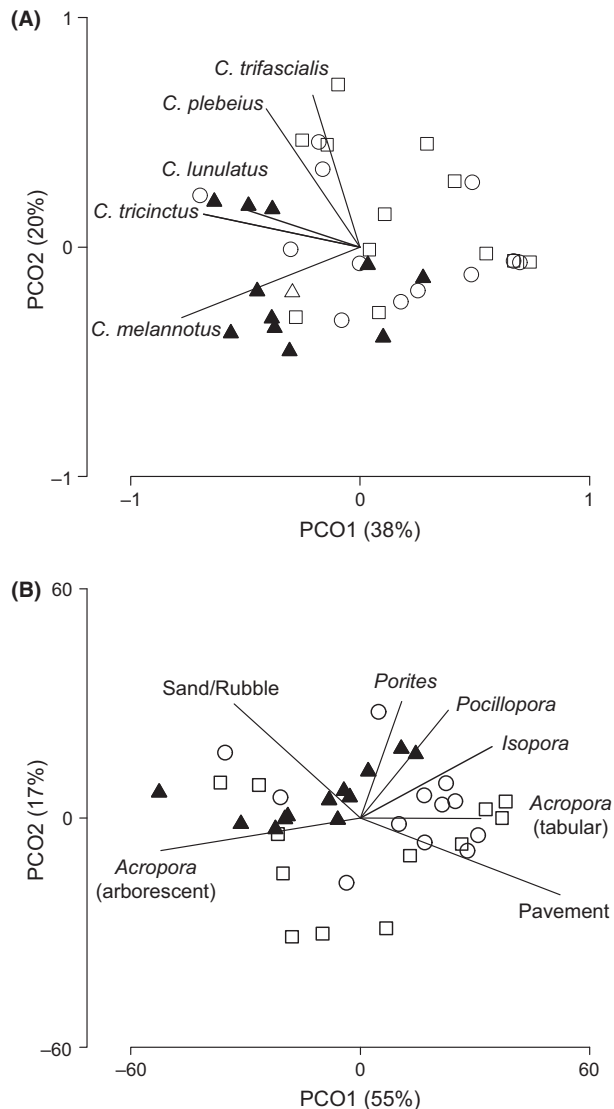 (A)
1
C. trifascialis
C. plebeius
C. lunulatus
C. tricinctus
0
PCO2 (20%)
C. melannotus
–1
–1 0 1
PCO1 (38%)
(B)
60
Sand/Rubble
Porites
Pocillopora
Isopora
Acropora
(tabular)
0
PCO2 (17%)
Acropora
(arborescent)
Pavement
–60
–60 0 60
PCO1 (55%)